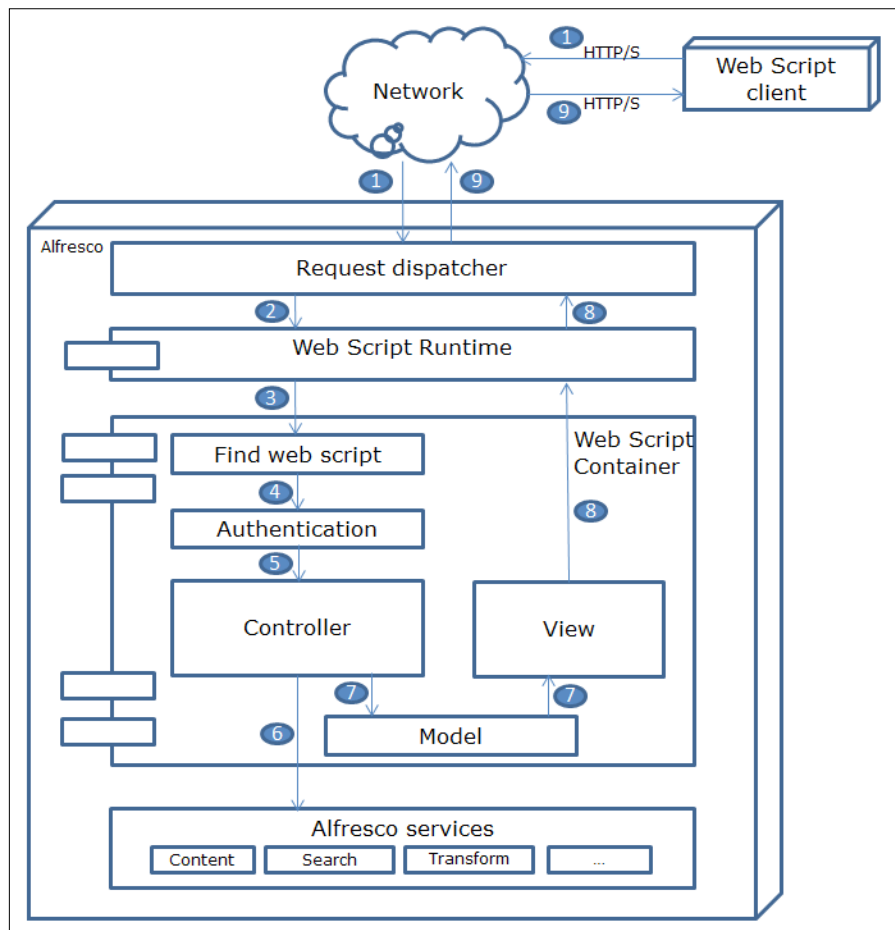 1
HTTP/S
Web Script
client
Network
9
HTTP/S
1
9
Alfresco
Request dispatcher
2
8
Web Script Runtime
3
Web Script
Container
Find web script
4
8
Authentication
5
Controller
View
7
7
6
Model
Alfresco services
Content
Search
Transform
...